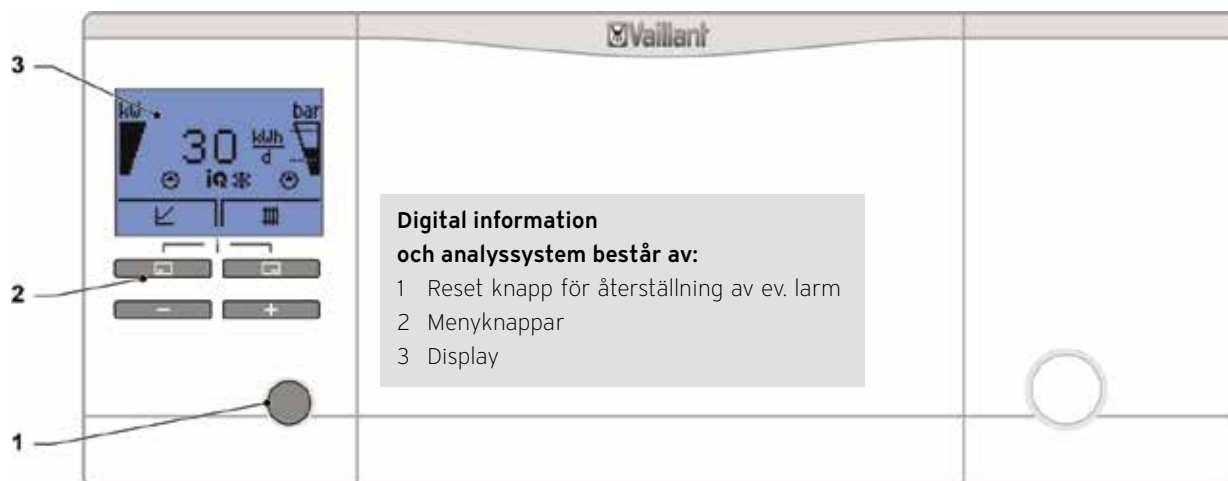 Vaillant
3
kW bar
30 kWh
d
iQ
i
2
- +
1
Digital information
och analyssystem består av:
1 Reset knapp för återställning av ev. larm
2 Menyknappar
3 Display